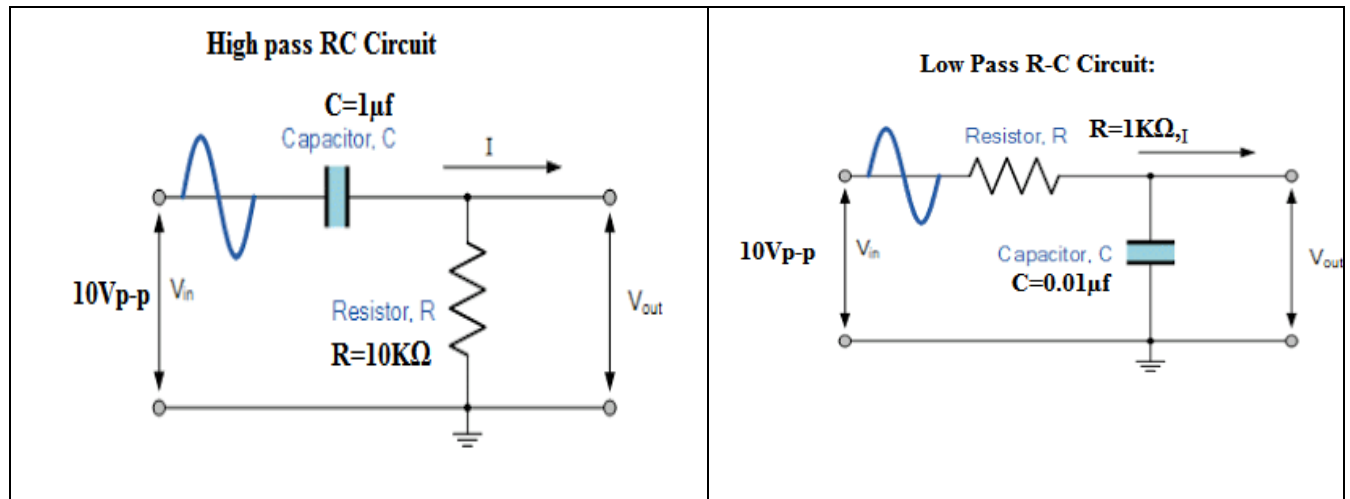 High pass RC Circuit
C=1µf
Capacitor, C
I
10Vp-p
Vin
Resistor, R
R=10KΩ
Vout
Low Pass R-C Circuit:
Resistor, R
R=1KΩ,I
10Vp-p
Vin
Capacitor, C
C=0.01µf
Vout